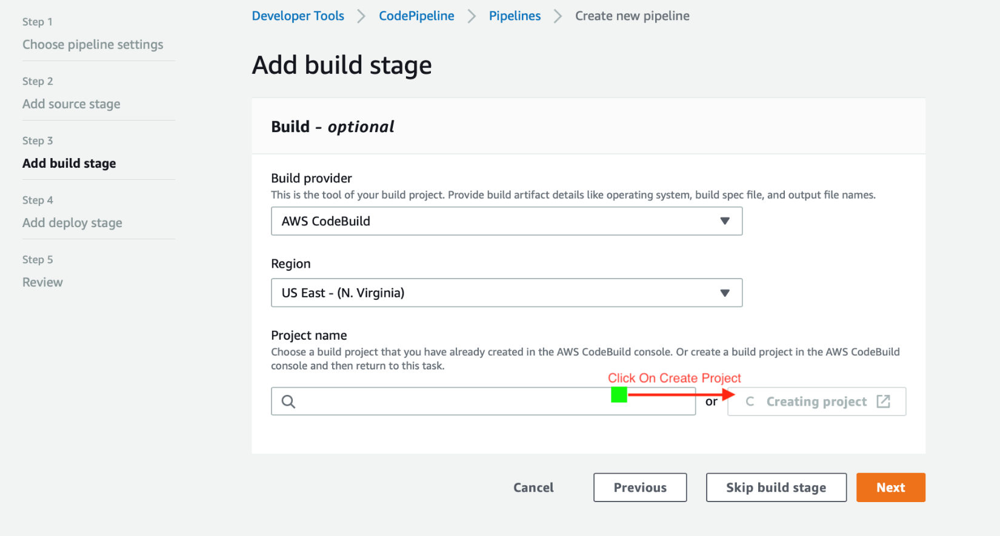 Step 1
Choose pipeline settings
Step 2
Add source stage
Step 3
Add build stage
Step 4
Add deploy stage
Step 5
Review
Developer Tools
CodePipeline
Pipelines
Create new pipeline
Add build stage
Build - optional
Build provider
This is the tool of your build project. Provide build artifact details like operating system, build spec file, and output file names.
AWS CodeBuild
Region
US East - (N. Virginia)
Project name
Choose a build project that you have already created in the AWS CodeBuild console. Or create a build project in the AWS CodeBuild
console and then return to this task.
Click On Create Project
or
Creating project
Cancel
Previous
Skip build stage
Next